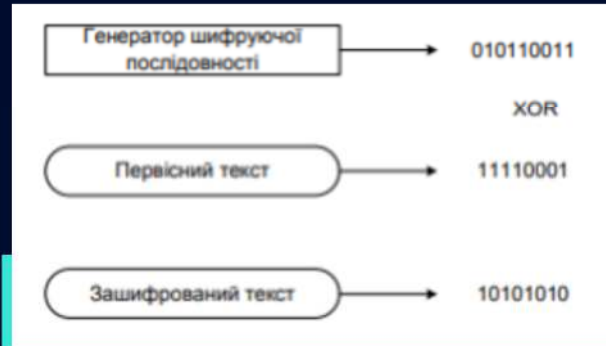 Генератор шифруючої
послідовності
010110011
XOR
Первісний текст
11110001
Зашифрований текст
10101010